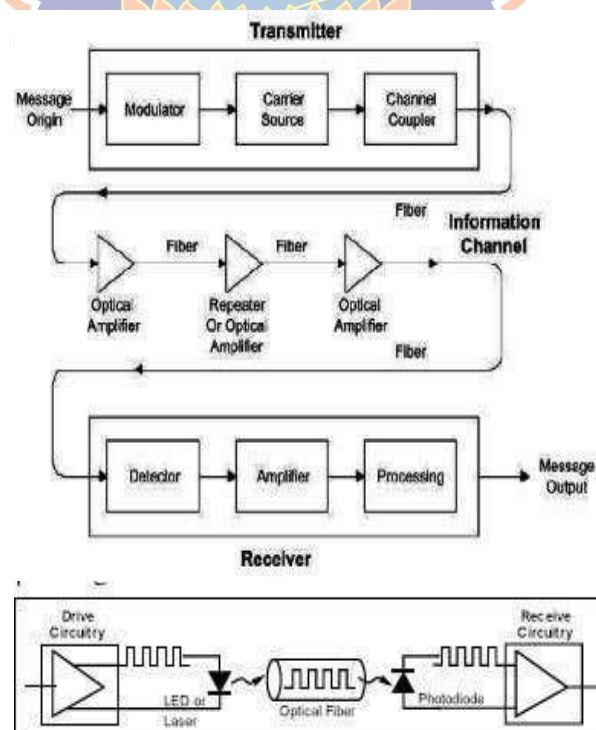 Transmitter
Message
Origin
Modulator
Carrier
Source
Channel
Coupler
Fiber
Information
Channel
Fiber
Fiber
Optical
Amplifier
Repeater
Or Optical
Amplifier
Optical
Amplifier
Fiber
Detector
Amplifier
Processing
Message
Output
Receiver
Drive
Circuitry
Receive
Circuitry
LED or
Laser
Optical Fiber
Photodiode